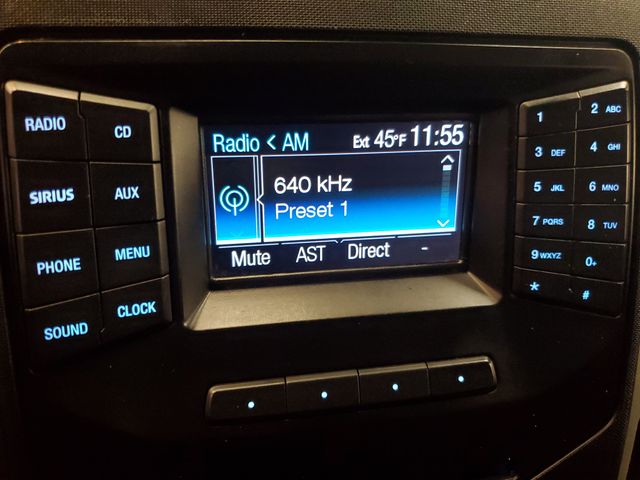 RADIO
CD
SIRIUS
AUX
PHONE
MENU
SOUND
CLOCK
Radio < AM Ext 45°F 11:55
640 kHz
Preset 1
Mute AST Direct -
1
2 ABC
3 DEF
4 GHI
5 JKL
6 MNO
7 PQRS
8 TUV
9 WXYZ
0+
*
#